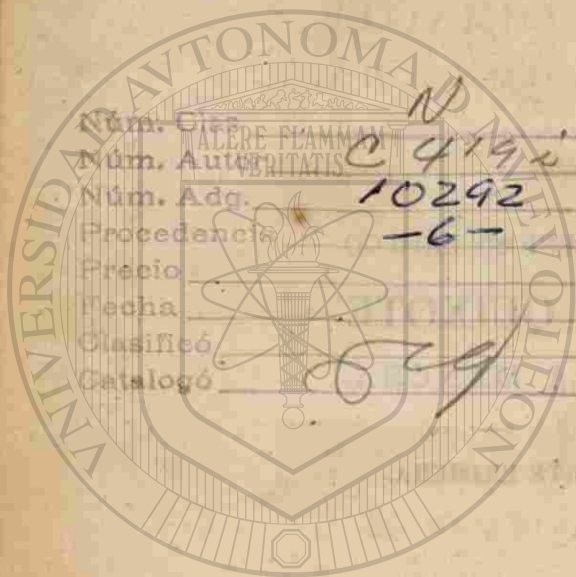 UNIVERSIDAD AUTONOMA DE NUEVO LEON
ALERE FLAMMAM
VERITATIS
Núm. Clas. N
Núm. Autor
Núm. Adg. 10292
Procedencia -6-
Precio
Fecha
Clasificó
Catalogó